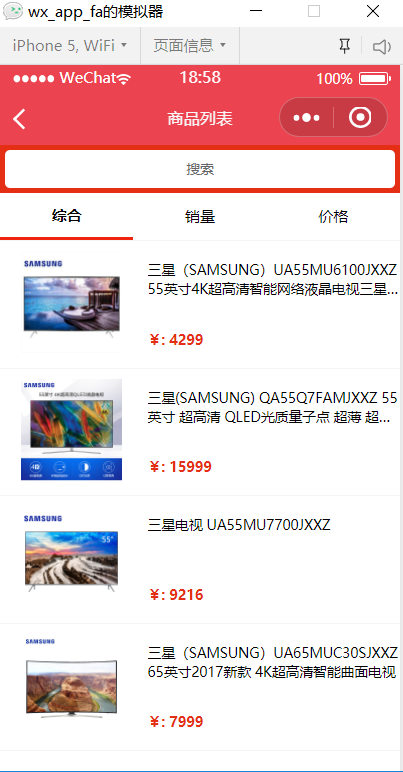 wx_app_fa的模拟器
iPhone 5, WiFi 页面信息
WeChat 18:58 100%
商品列表
搜索
综合 销量 价格
SAMSUNG
三星（SAMSUNG）UA55MU6100JXXZ
55英寸4K超高清智能网络液晶电视三星...
¥: 4299
SAMSUNG
三星(SAMSUNG) QA55Q7FAMJXXZ 55
英寸 超高清 QLED光质量子点 超薄 超...
¥: 15999
SAMSUNG
55"
三星电视 UA55MU7700JXXZ
¥: 9216
SAMSUNG
三星（SAMSUNG）UA65MUC30SJXXZ
65英寸2017新款 4K超高清智能曲面电视
¥: 7999